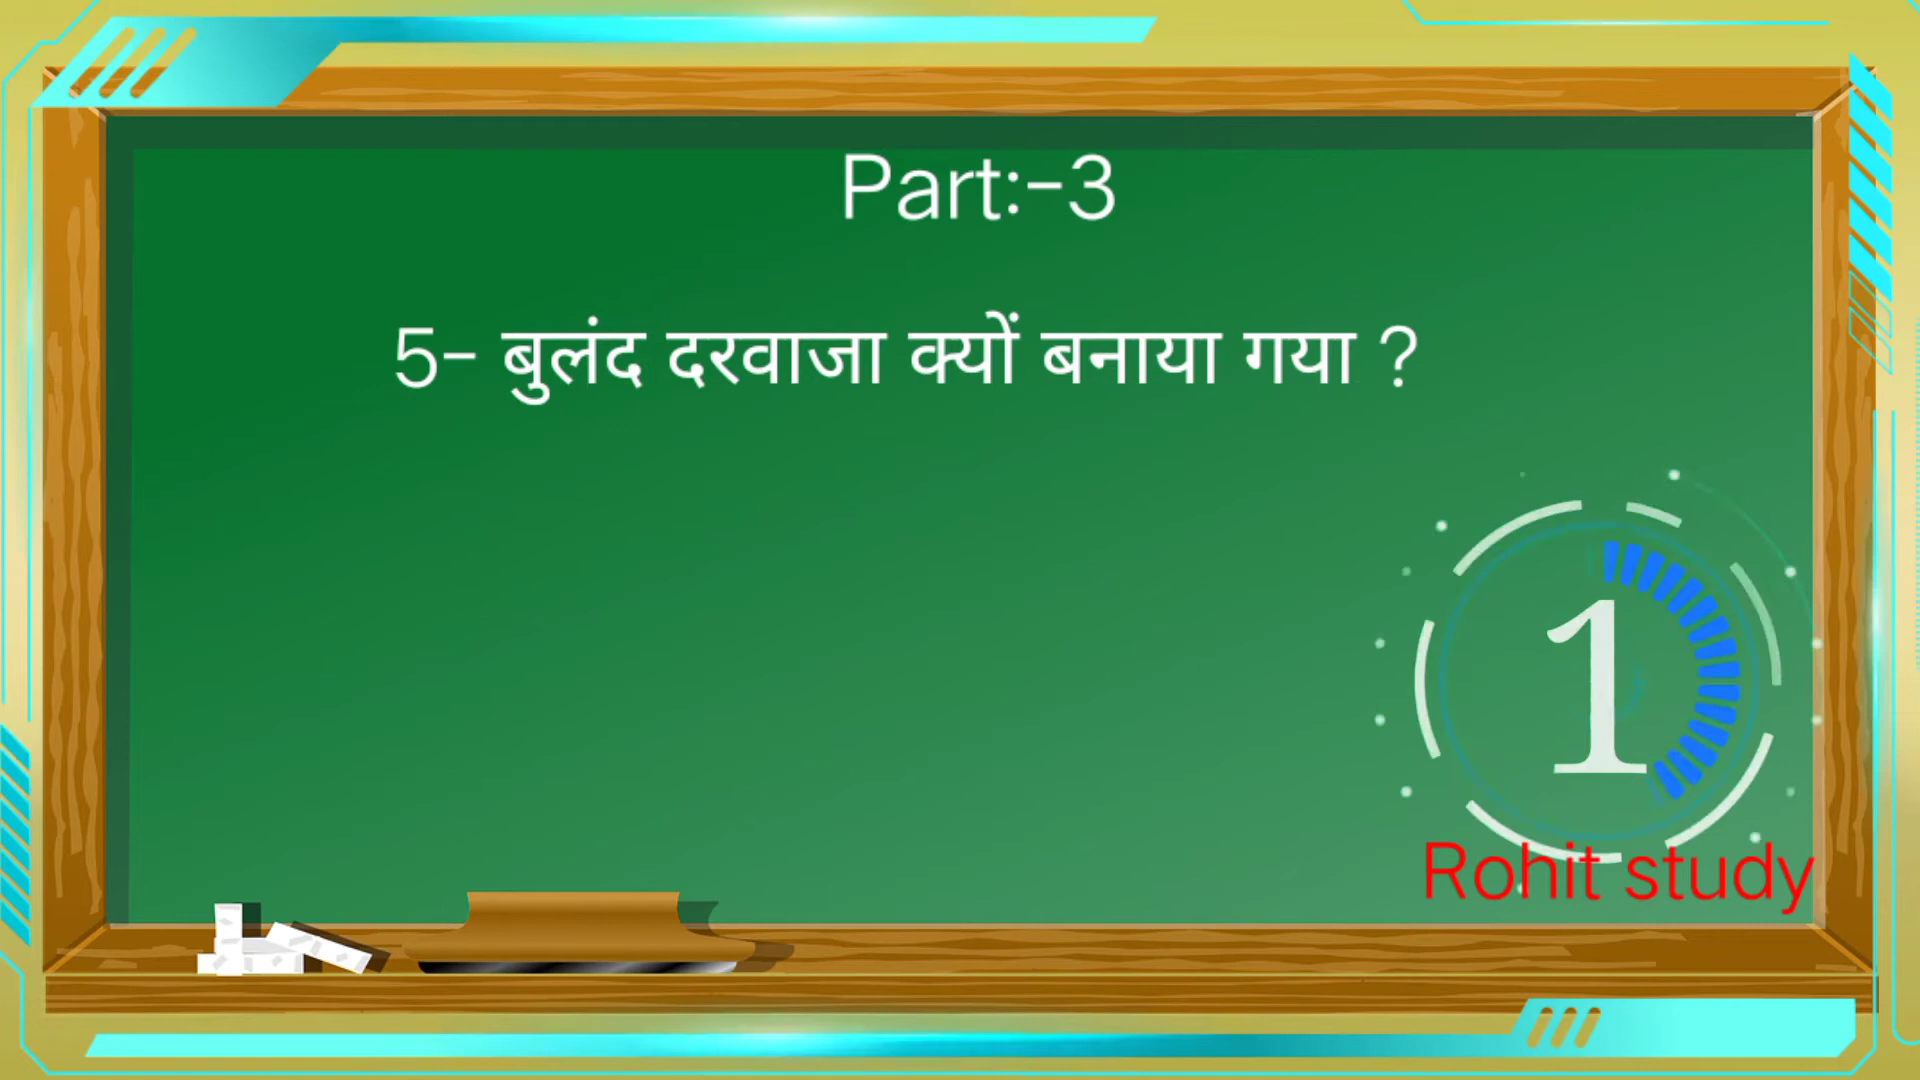 Part:-3
5- बुलंद दरवाजा क्यों बनाया गया ?
1
Rohit study